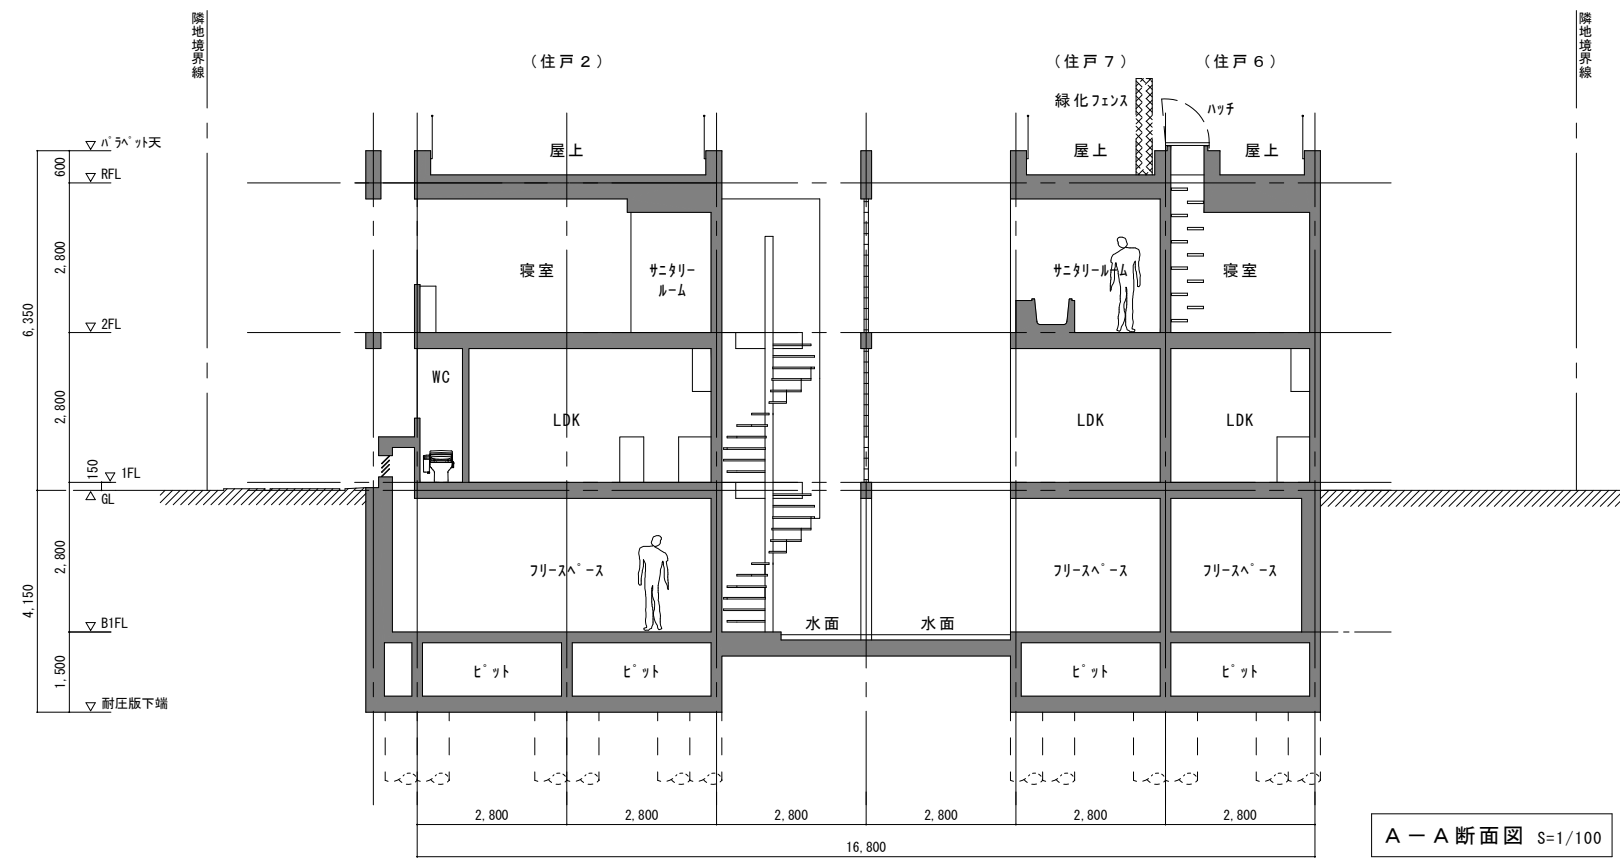 隣地境界線
隣地境界線
(住戸2)
(住戸7)
(住戸6)
緑化フェンス
ハッチ
パラペット天
屋上
屋上
屋上
600
RFL
2,800
寝室
サニタリー
ルーム
サニタリールーム
寝室
6,350
2FL
WC
2,800
LDK
LDK
LDK
150
1FL
GL
2,800
フリースペース
フリースペース
フリースペース
4,150
B1FL
水面
水面
1,500
ピット
ピット
ピット
ピット
耐圧版下端
2,800
2,800
2,800
2,800
2,800
2,800
16,800
A－A断面図 S=1/100